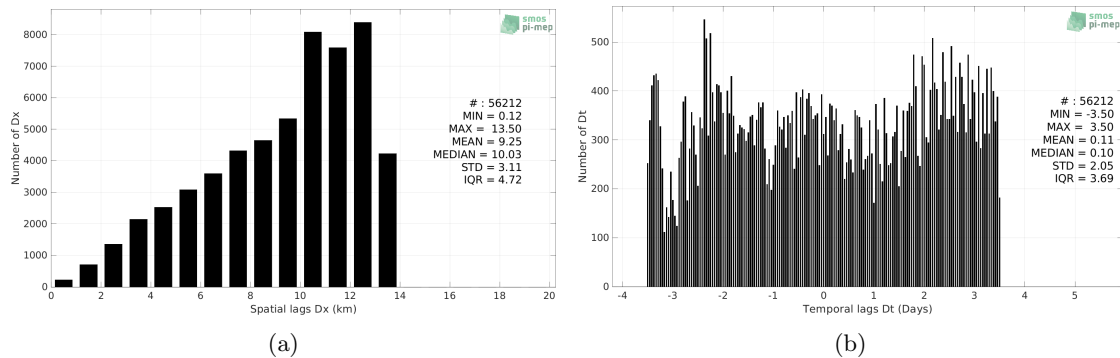 smos
pi-mep
8000
7000
6000
5000
4000
3000
2000
1000
0
Number of Dx
# : 56212
MIN = 0.12
MAX = 13.50
MEAN = 9.25
MEDIAN = 10.03
STD = 3.11
IQR = 4.72
0 2 4 6 8 10 12 14 16 18 20
Spatial lags Dx (km)
(a)
smos
pi-mep
500
400
300
200
100
0
Number of Dt
# : 56212
MIN = -3.50
MAX = 3.50
MEAN = 0.11
MEDIAN = 0.10
STD = 2.05
IQR = 3.69
-4 -3 -2 -1 0 1 2 3 4 5
Temporal lags Dt (Days)
(b)